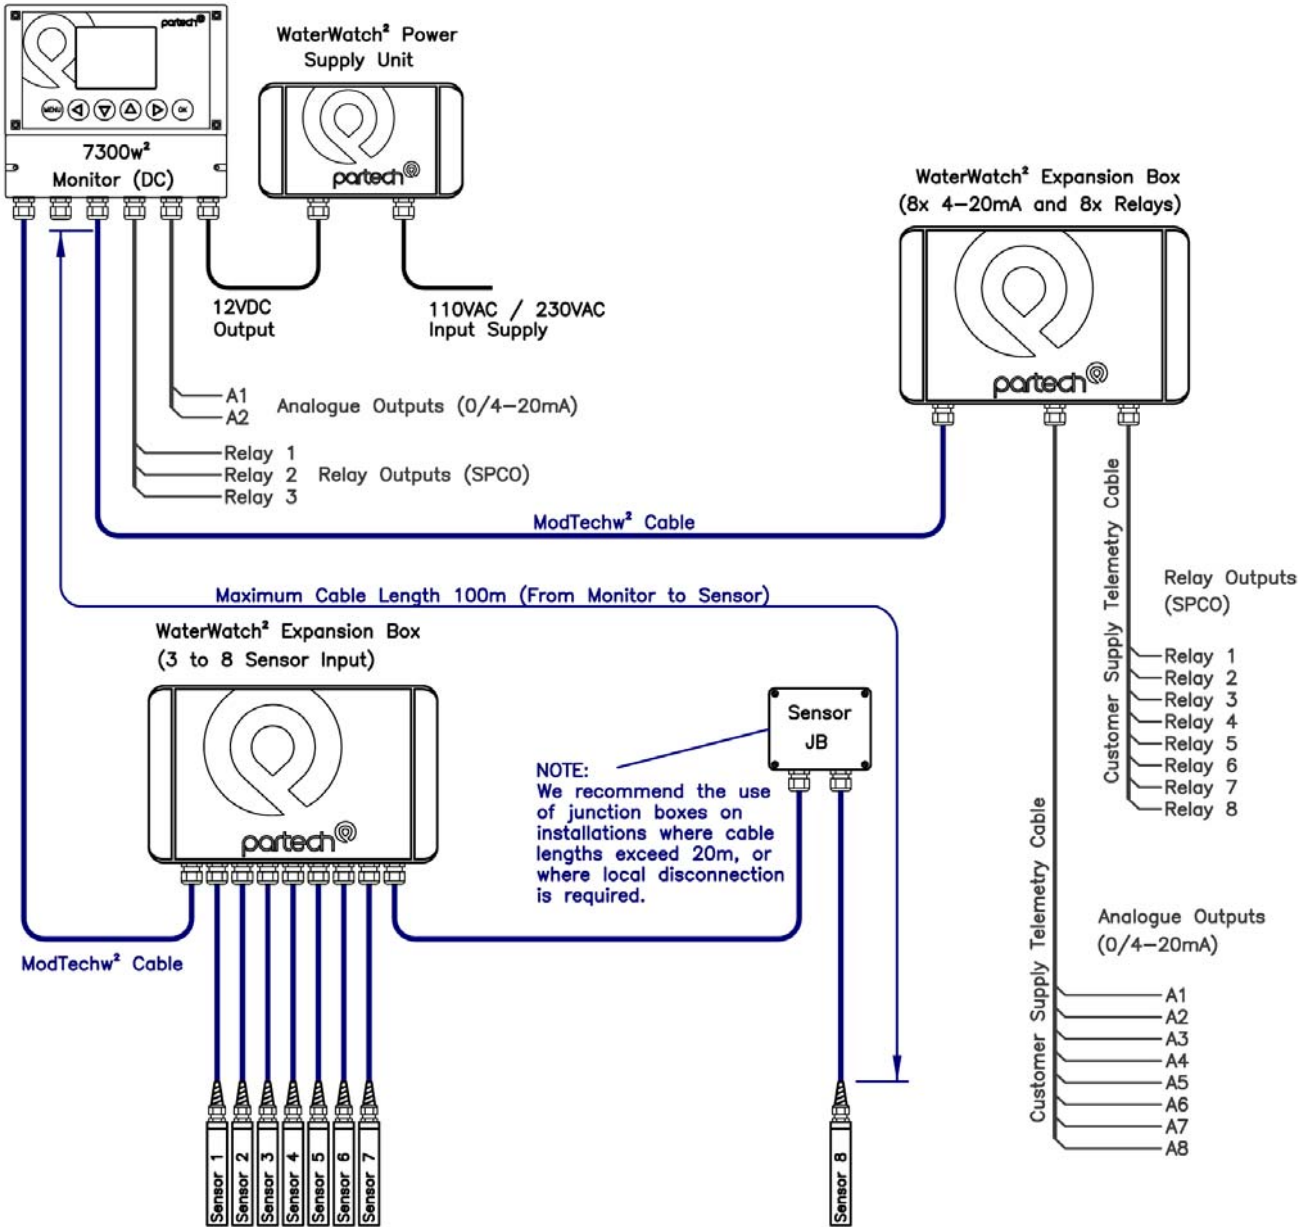 partech
MENU
OK
7300w²
Monitor (DC)
WaterWatch² Power
Supply Unit
partech
12VDC
Output
110VAC / 230VAC
Input Supply
A1
A2
Analogue Outputs (0/4-20mA)
Relay 1
Relay 2
Relay 3
Relay Outputs (SPCO)
WaterWatch² Expansion Box
(8x 4-20mA and 8x Relays)
partech
ModTechw² Cable
Maximum Cable Length 100m (From Monitor to Sensor)
WaterWatch² Expansion Box
(3 to 8 Sensor Input)
partech
ModTechw² Cable
Sensor
JB
NOTE:
We recommend the use
of junction boxes on
installations where cable
lengths exceed 20m, or
where local disconnection
is required.
Sensor 1
Sensor 2
Sensor 3
Sensor 4
Sensor 5
Sensor 6
Sensor 7
Sensor 8
Customer Supply Telemetry Cable
Relay Outputs
(SPCO)
Relay 1
Relay 2
Relay 3
Relay 4
Relay 5
Relay 6
Relay 7
Relay 8
Customer Supply Telemetry Cable
Analogue Outputs
(0/4-20mA)
A1
A2
A3
A4
A5
A6
A7
A8